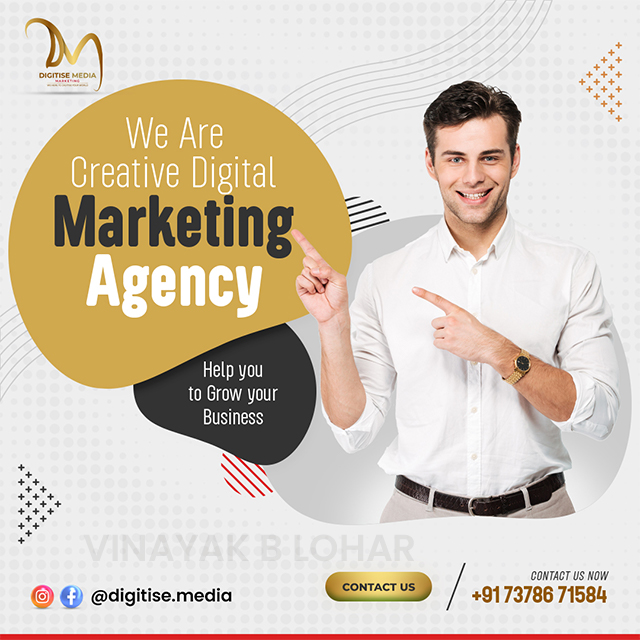 DM
DIGITISE MEDIA
MARKETING
We Are
Creative Digital
Marketing
Agency
Help you
to Grow your
Business
VINAYAK B LOHAR
@digitise.media
CONTACT US
CONTACT US NOW
+91 73786 71584